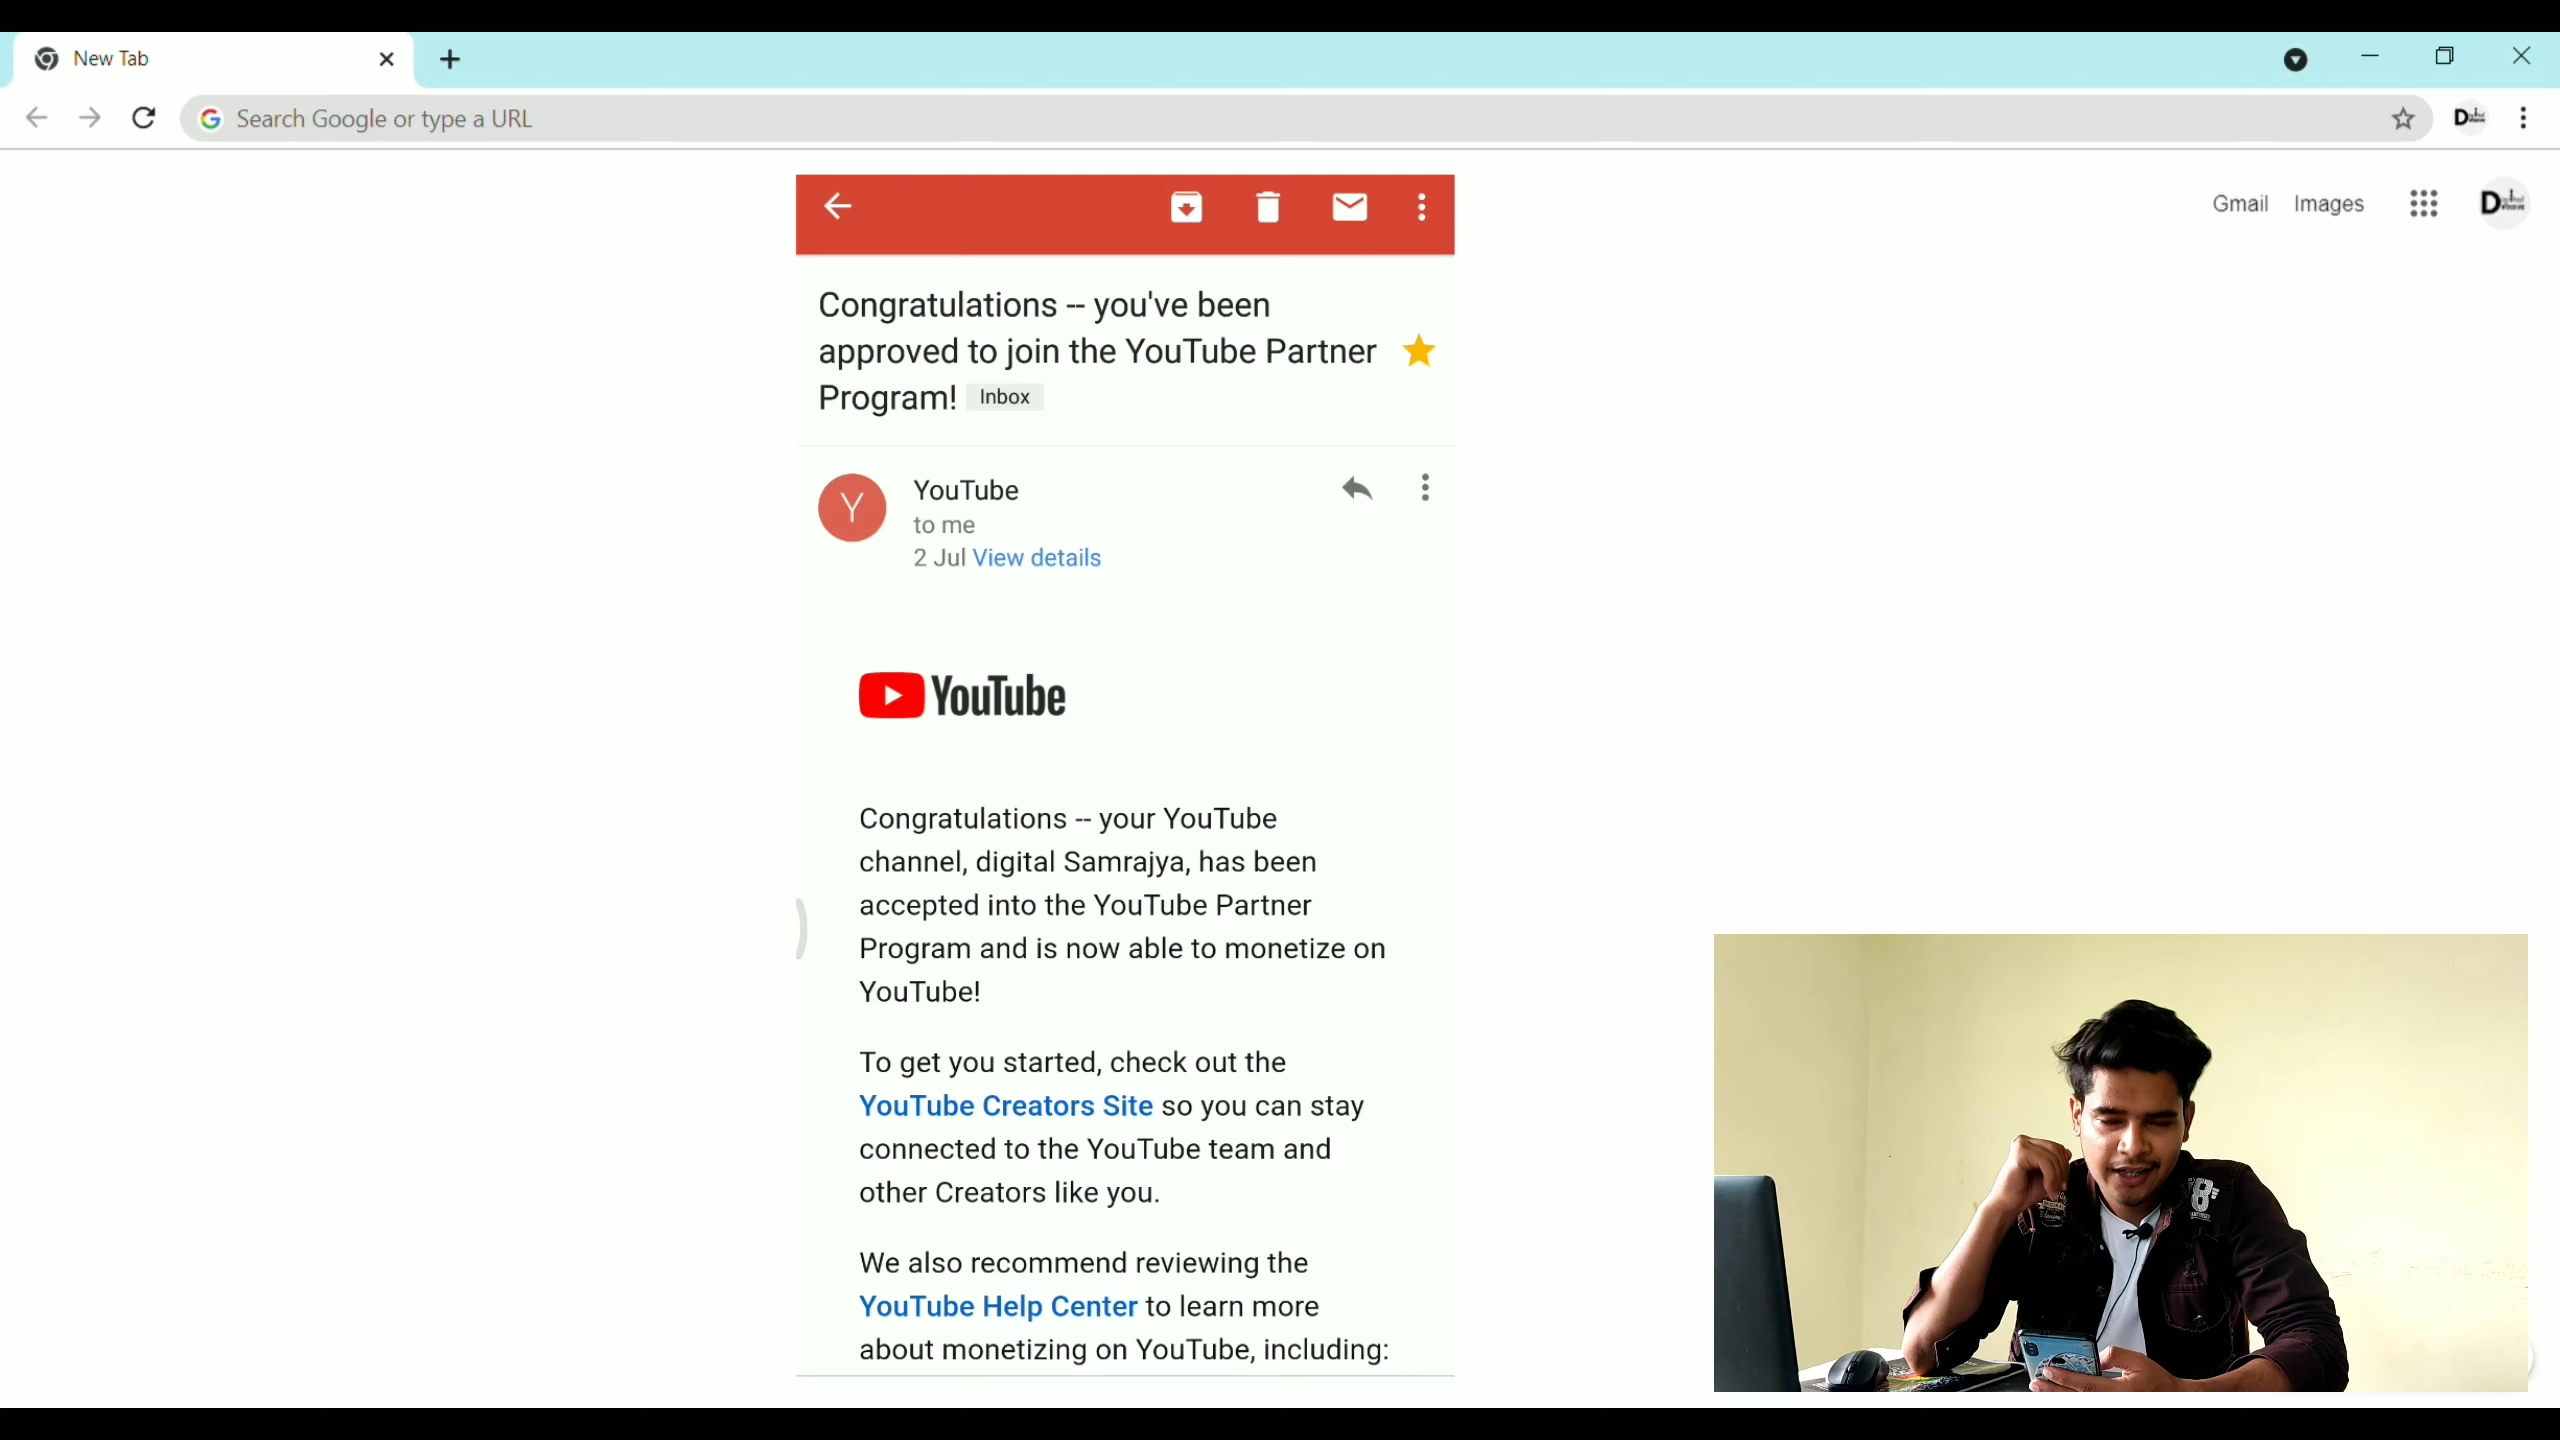 New Tab
Search Google or type a URL
Gmail Images
Congratulations -- you've been
approved to join the YouTube Partner
Program! Inbox
Y
YouTube
to me
2 Jul View details
YouTube
Congratulations -- your YouTube
channel, digital Samrajya, has been
accepted into the YouTube Partner
Program and is now able to monetize on
YouTube!
To get you started, check out the
YouTube Creators Site so you can stay
connected to the YouTube team and
other Creators like you.
We also recommend reviewing the
YouTube Help Center to learn more
about monetizing on YouTube, including:
8